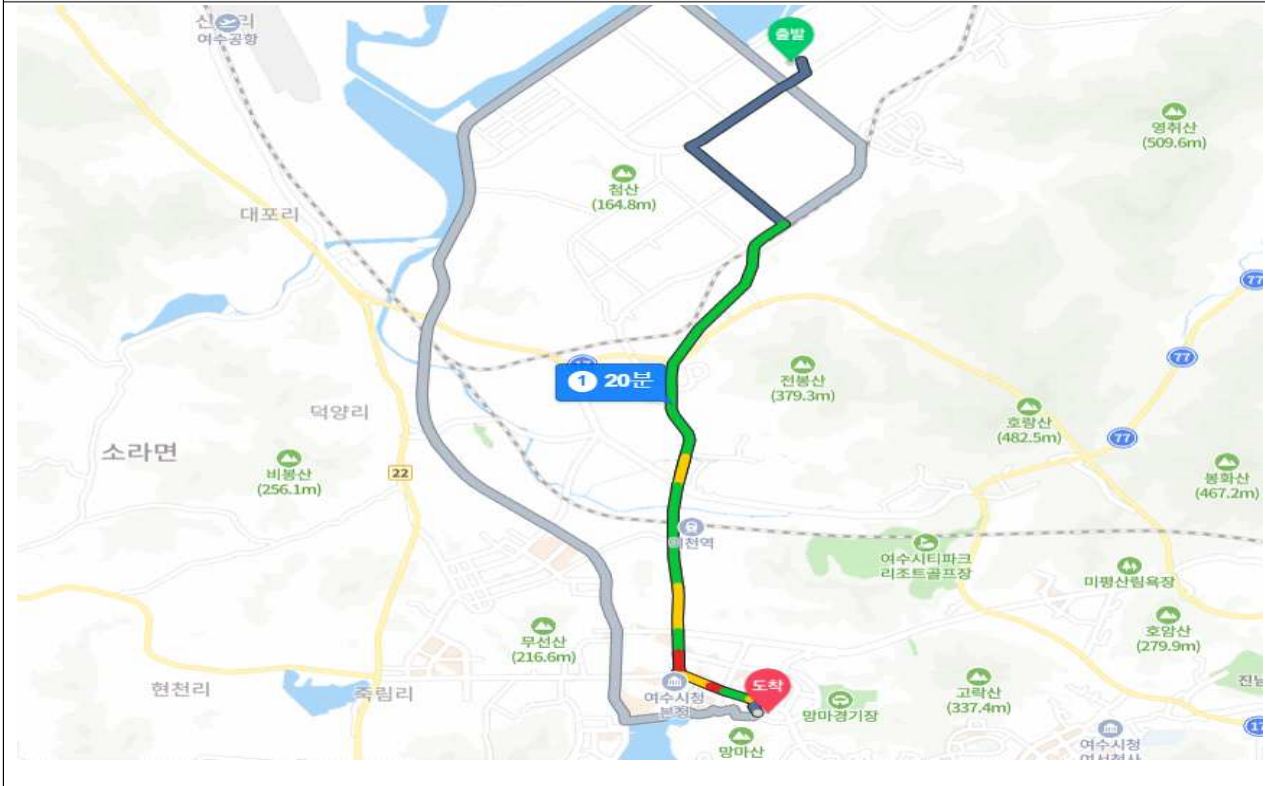 출발
여수공항
영취산
(509.6m)
첨산
(164.8m)
대포리
77
77
전봉산
(379.3m)
1 20분
덕양리
호랑산
(482.5m)
77
소라면
비봉산
(256.1m)
22
봉화산
(467.2m)
여수시티파크
리조트골프장
미평산림욕장
무선산
(216.6m)
호암산
(279.9m)
현천리
죽림리
여수시청
본청
도착
망마경기장
고락산
(337.4m)
망마산
여수시청